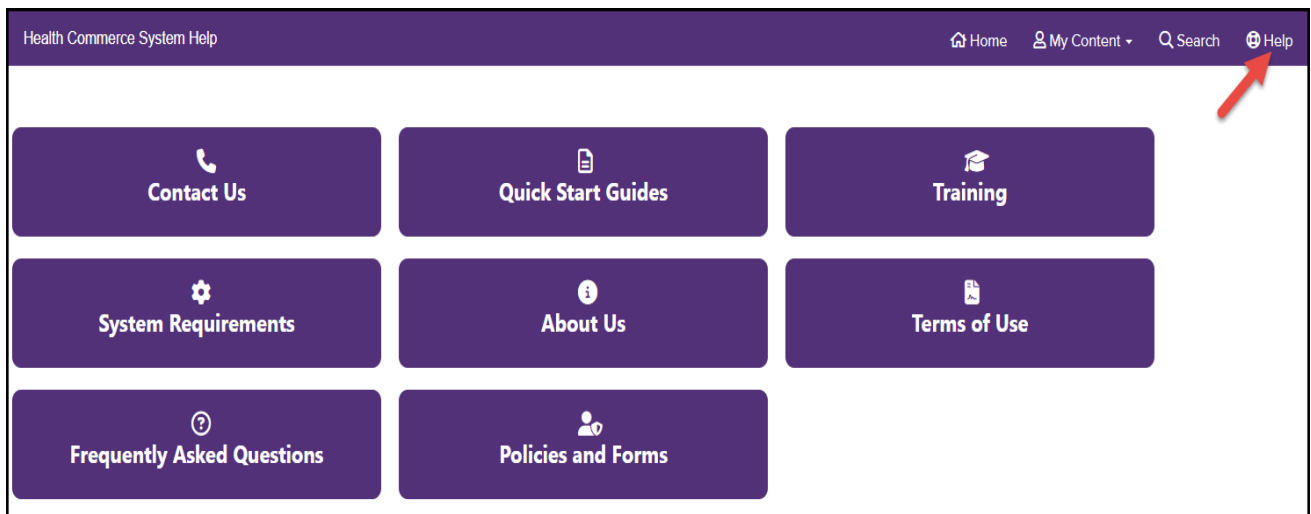 Health Commerce System Help
Home My Content Search Help
Contact Us Quick Start Guides Training
System Requirements About Us Terms of Use
Frequently Asked Questions Policies and Forms